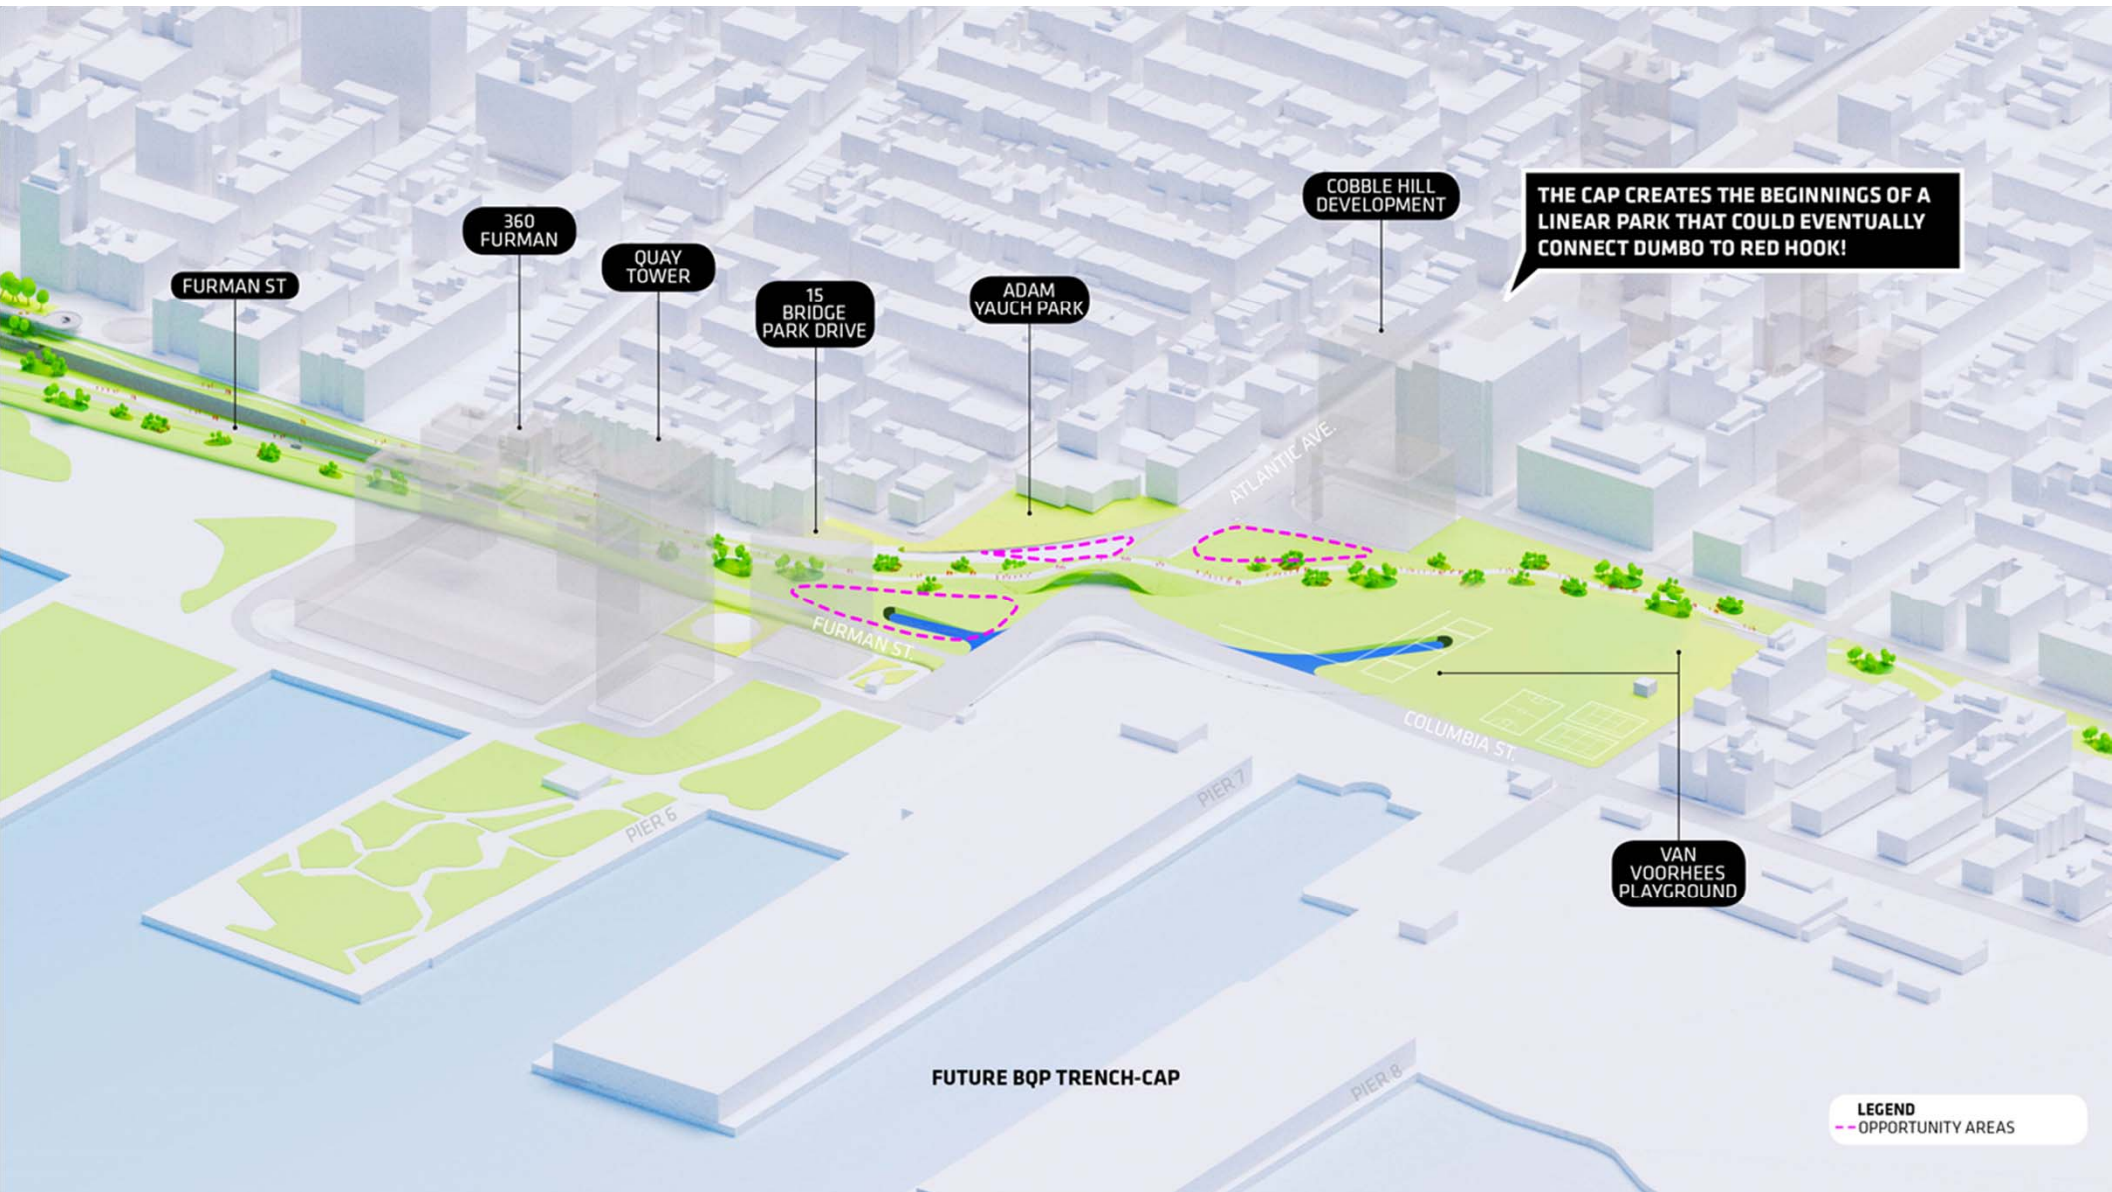 COBBLE HILL
DEVELOPMENT
THE CAP CREATES THE BEGINNINGS OF A
LINEAR PARK THAT COULD EVENTUALLY
CONNECT DUMBO TO RED HOOK!
360
FURMAN
QUAY
TOWER
FURMAN ST
15
BRIDGE
PARK DRIVE
ADAM
YAUCH PARK
ATLANTIC AVE.
FURMAN ST.
COLUMBIA ST.
PIER 6
PIER 7
VAN
VOORHEES
PLAYGROUND
FUTURE BQP TRENCH-CAP
PIER 8
LEGEND
OPPORTUNITY AREAS